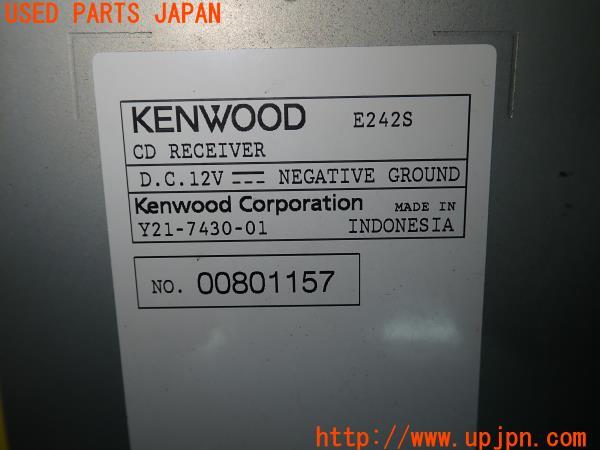 USED PARTS JAPAN
KENWOOD E242S
CD RECEIVER
D.C.12V NEGATIVE GROUND
Kenwood Corporation MADE IN
Y21-7430-01 INDONESIA
NO. 00801157
http://www.upjpn.com/